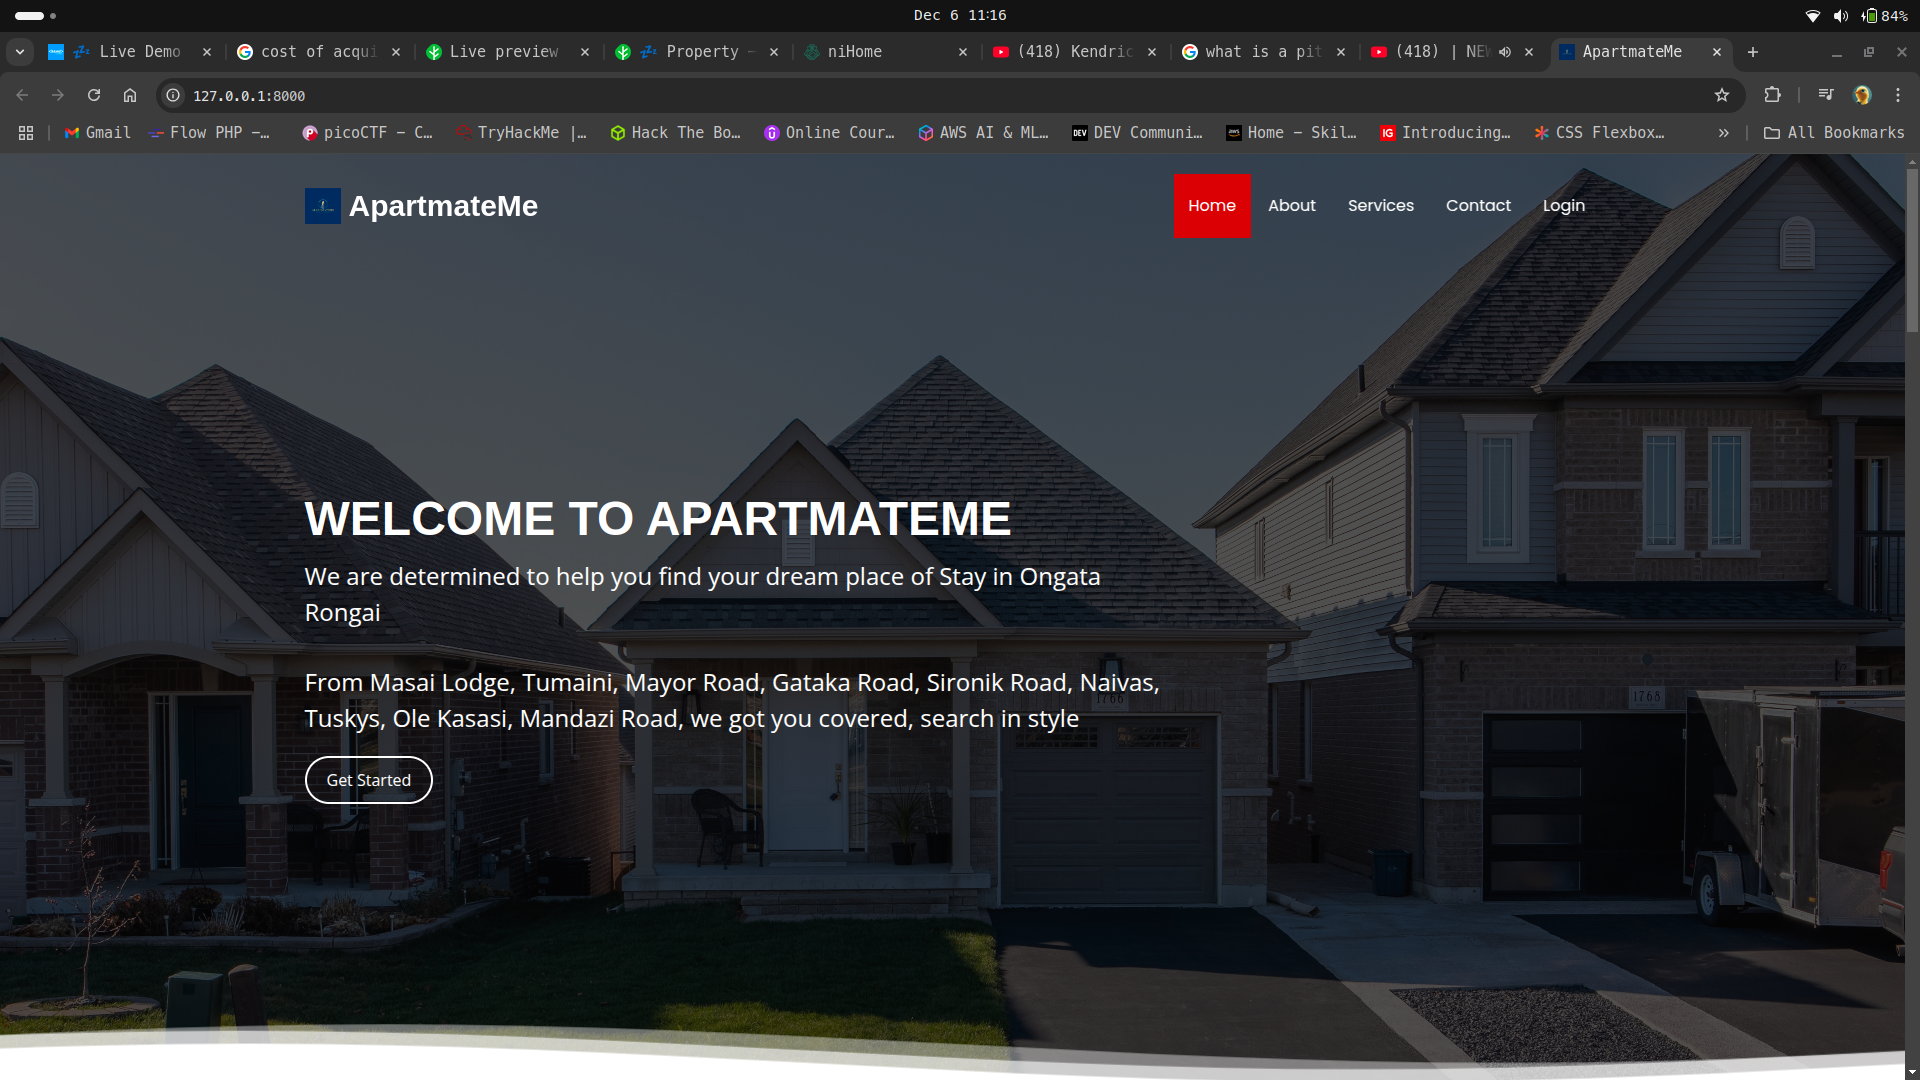 Dec 6 11:16
84%
Live Demo
cost of acqui
Live preview
Property –
niHome
(418) Kendric
what is a pit
(418) | NEW
ApartmateMe
127.0.0.1:8000
Gmail
Flow PHP –…
picoCTF – C…
TryHackMe |…
Hack The Bo…
Online Cour…
AWS AI & ML…
DEV Communi…
Home – Skil…
Introducing…
CSS Flexbox…
All Bookmarks
ApartmateMe
Home
About
Services
Contact
Login
WELCOME TO APARTMATEME
We are determined to help you find your dream place of Stay in Ongata
Rongai
From Masai Lodge, Tumaini, Mayor Road, Gataka Road, Sironik Road, Naivas,
Tuskys, Ole Kasasi, Mandazi Road, we got you covered, search in style
Get Started
1766
1768